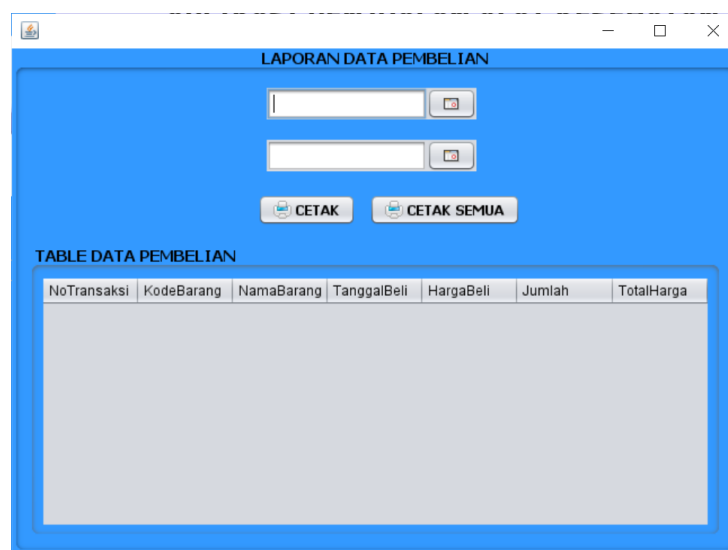 LAPORAN DATA PEMBELIAN
CETAK CETAK SEMUA
TABLE DATA PEMBELIAN
NoTransaksi KodeBarang NamaBarang TanggalBeli HargaBeli Jumlah TotalHarga